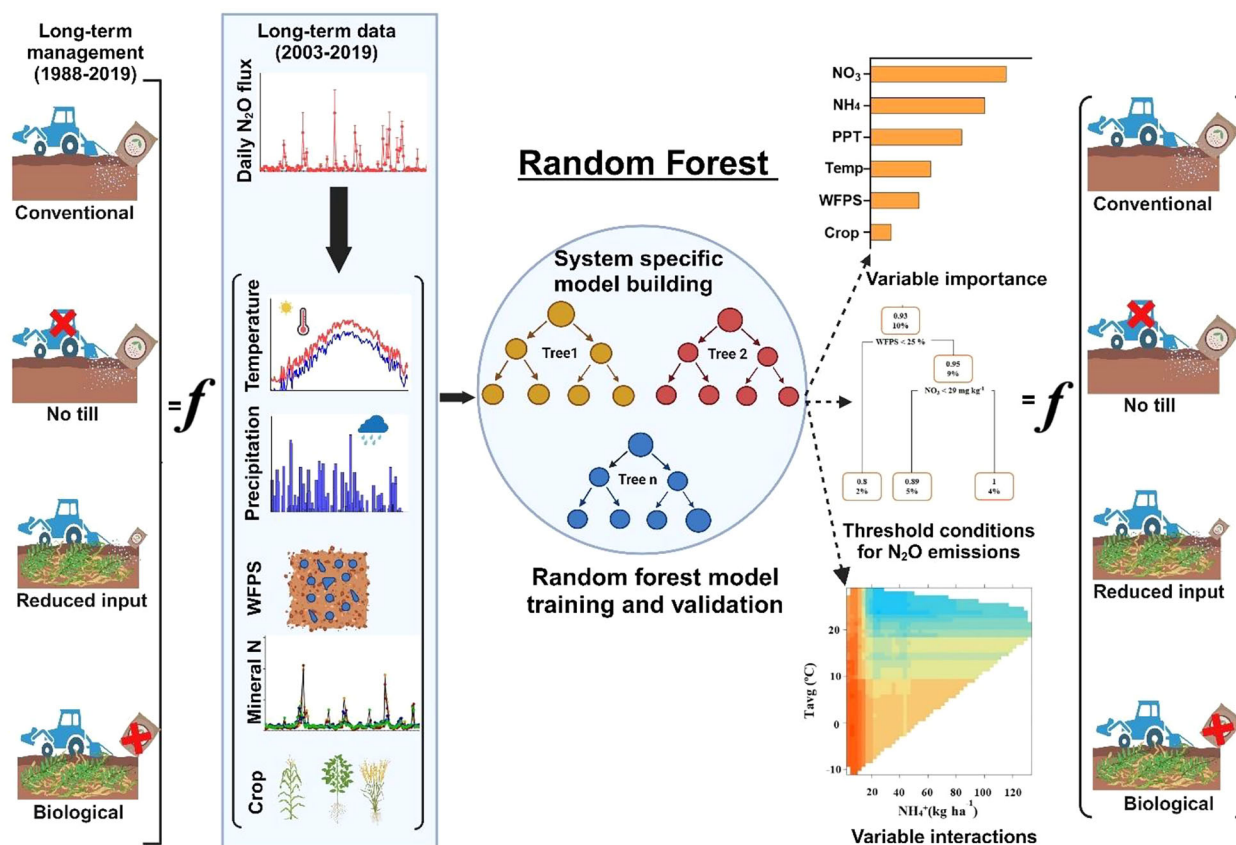 Long-term
management
(1988-2019)
Conventional
No till
Reduced input
Biological
= f
Long-term data
(2003-2019)
Daily N₂O flux
Temperature
Precipitation
WFPS
Mineral N
Crop
Random Forest
System specific
model building
Tree1
Tree 2
Tree n
Random forest model
training and validation
NO₃
NH₄
PPT
Temp
WFPS
Crop
Variable importance
0.93
10%
WFPS < 25 %
0.95
9%
NO₃ < 29 mg kg⁻¹
0.8
2%
0.89
5%
1
4%
Threshold conditions
for N₂O emissions
Tavg (°C)
20
10
0
-10
20 40 60 80 100 120
NH₄⁺(kg ha⁻¹)
Variable interactions
= f
Conventional
No till
Reduced input
Biological